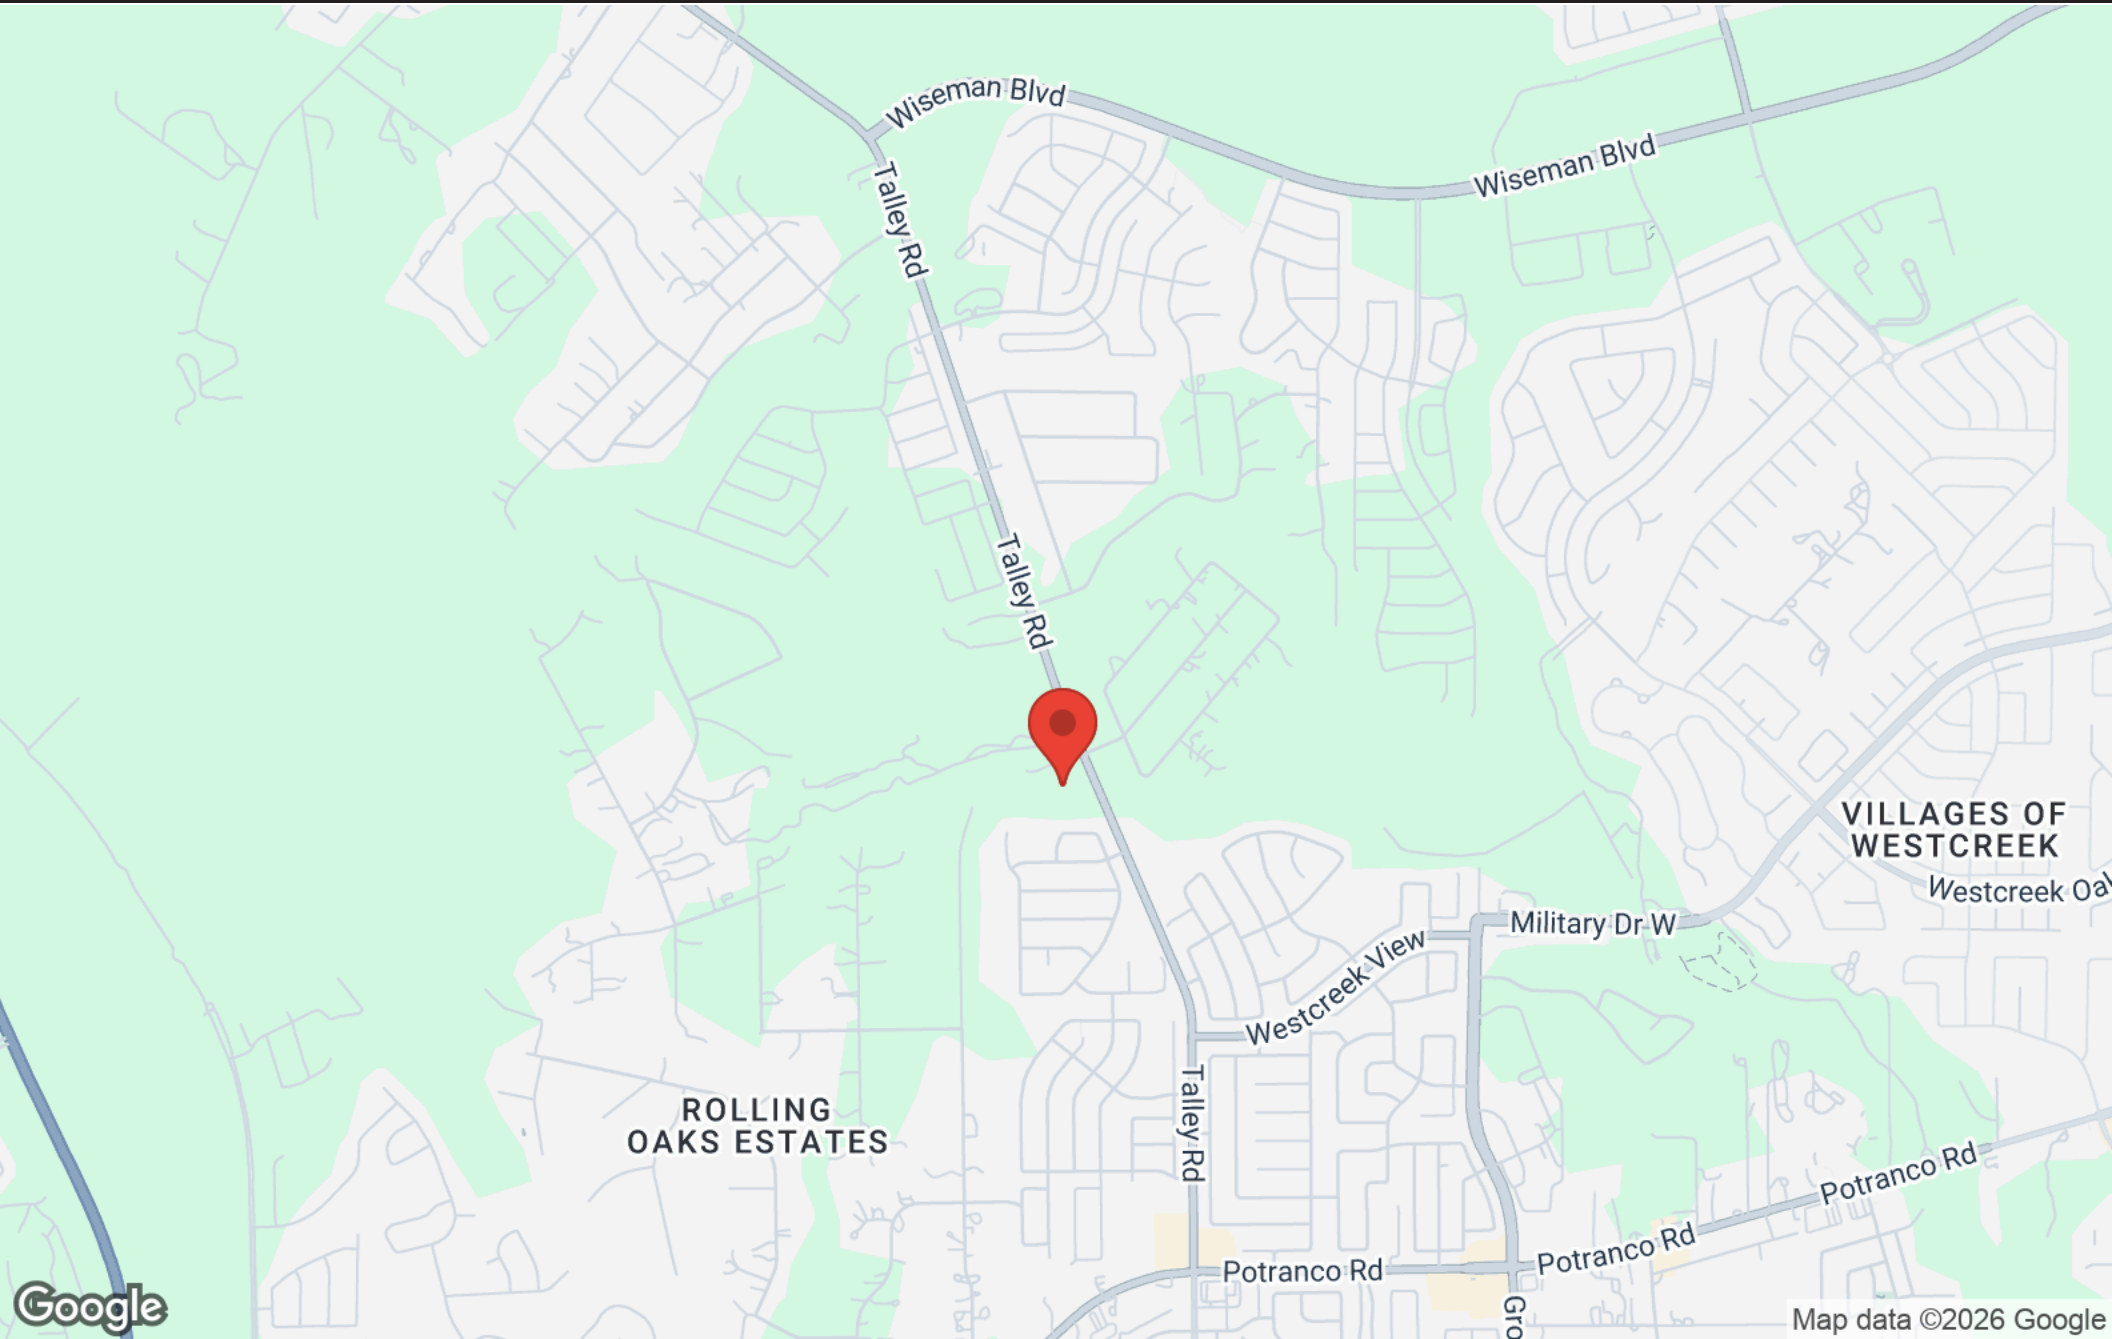 Wiseman Blvd
Wiseman Blvd
Talley Rd
Talley Rd
VILLAGES OF
WESTCREEK
Westcreek Oak
Military Dr W
Westcreek View
Talley Rd
ROLLING
OAKS ESTATES
Potranco Rd
Potranco Rd
Potranco Rd
Gro
Google
Map data ©2026 Google